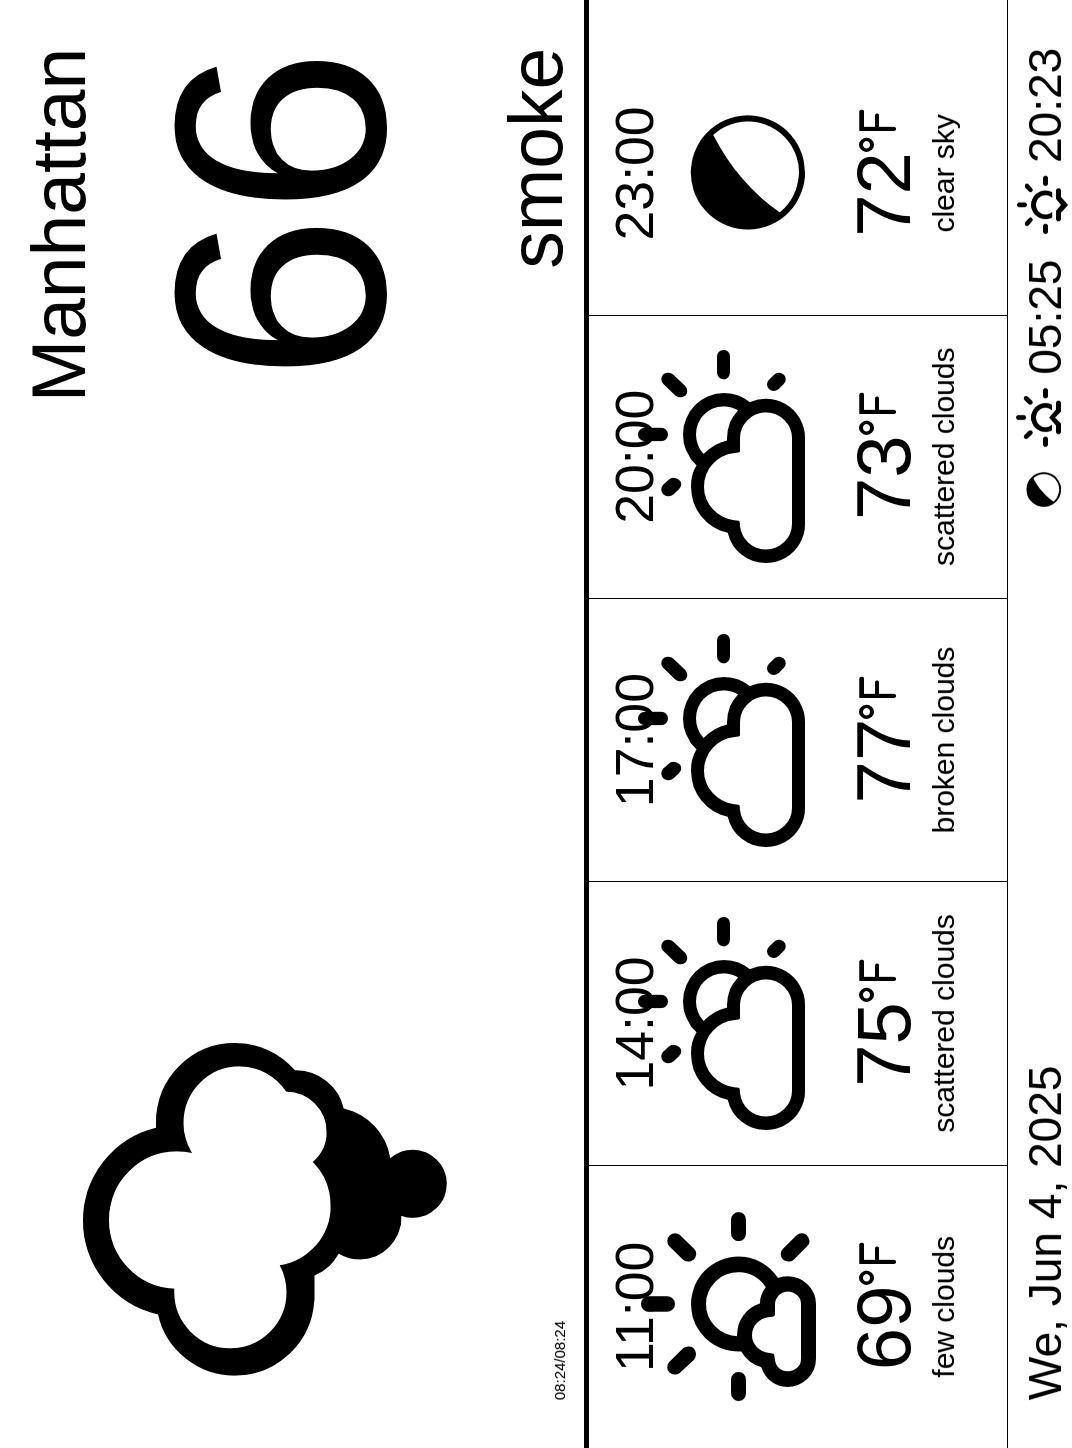 Manhattan
66
smoke
08:24/08:24
11:00 14:00 17:00 20:00 23:00
69°F 75°F 77°F 73°F 72°F
few clouds scattered clouds broken clouds scattered clouds clear sky
We, Jun 4, 2025 05:25 20:23